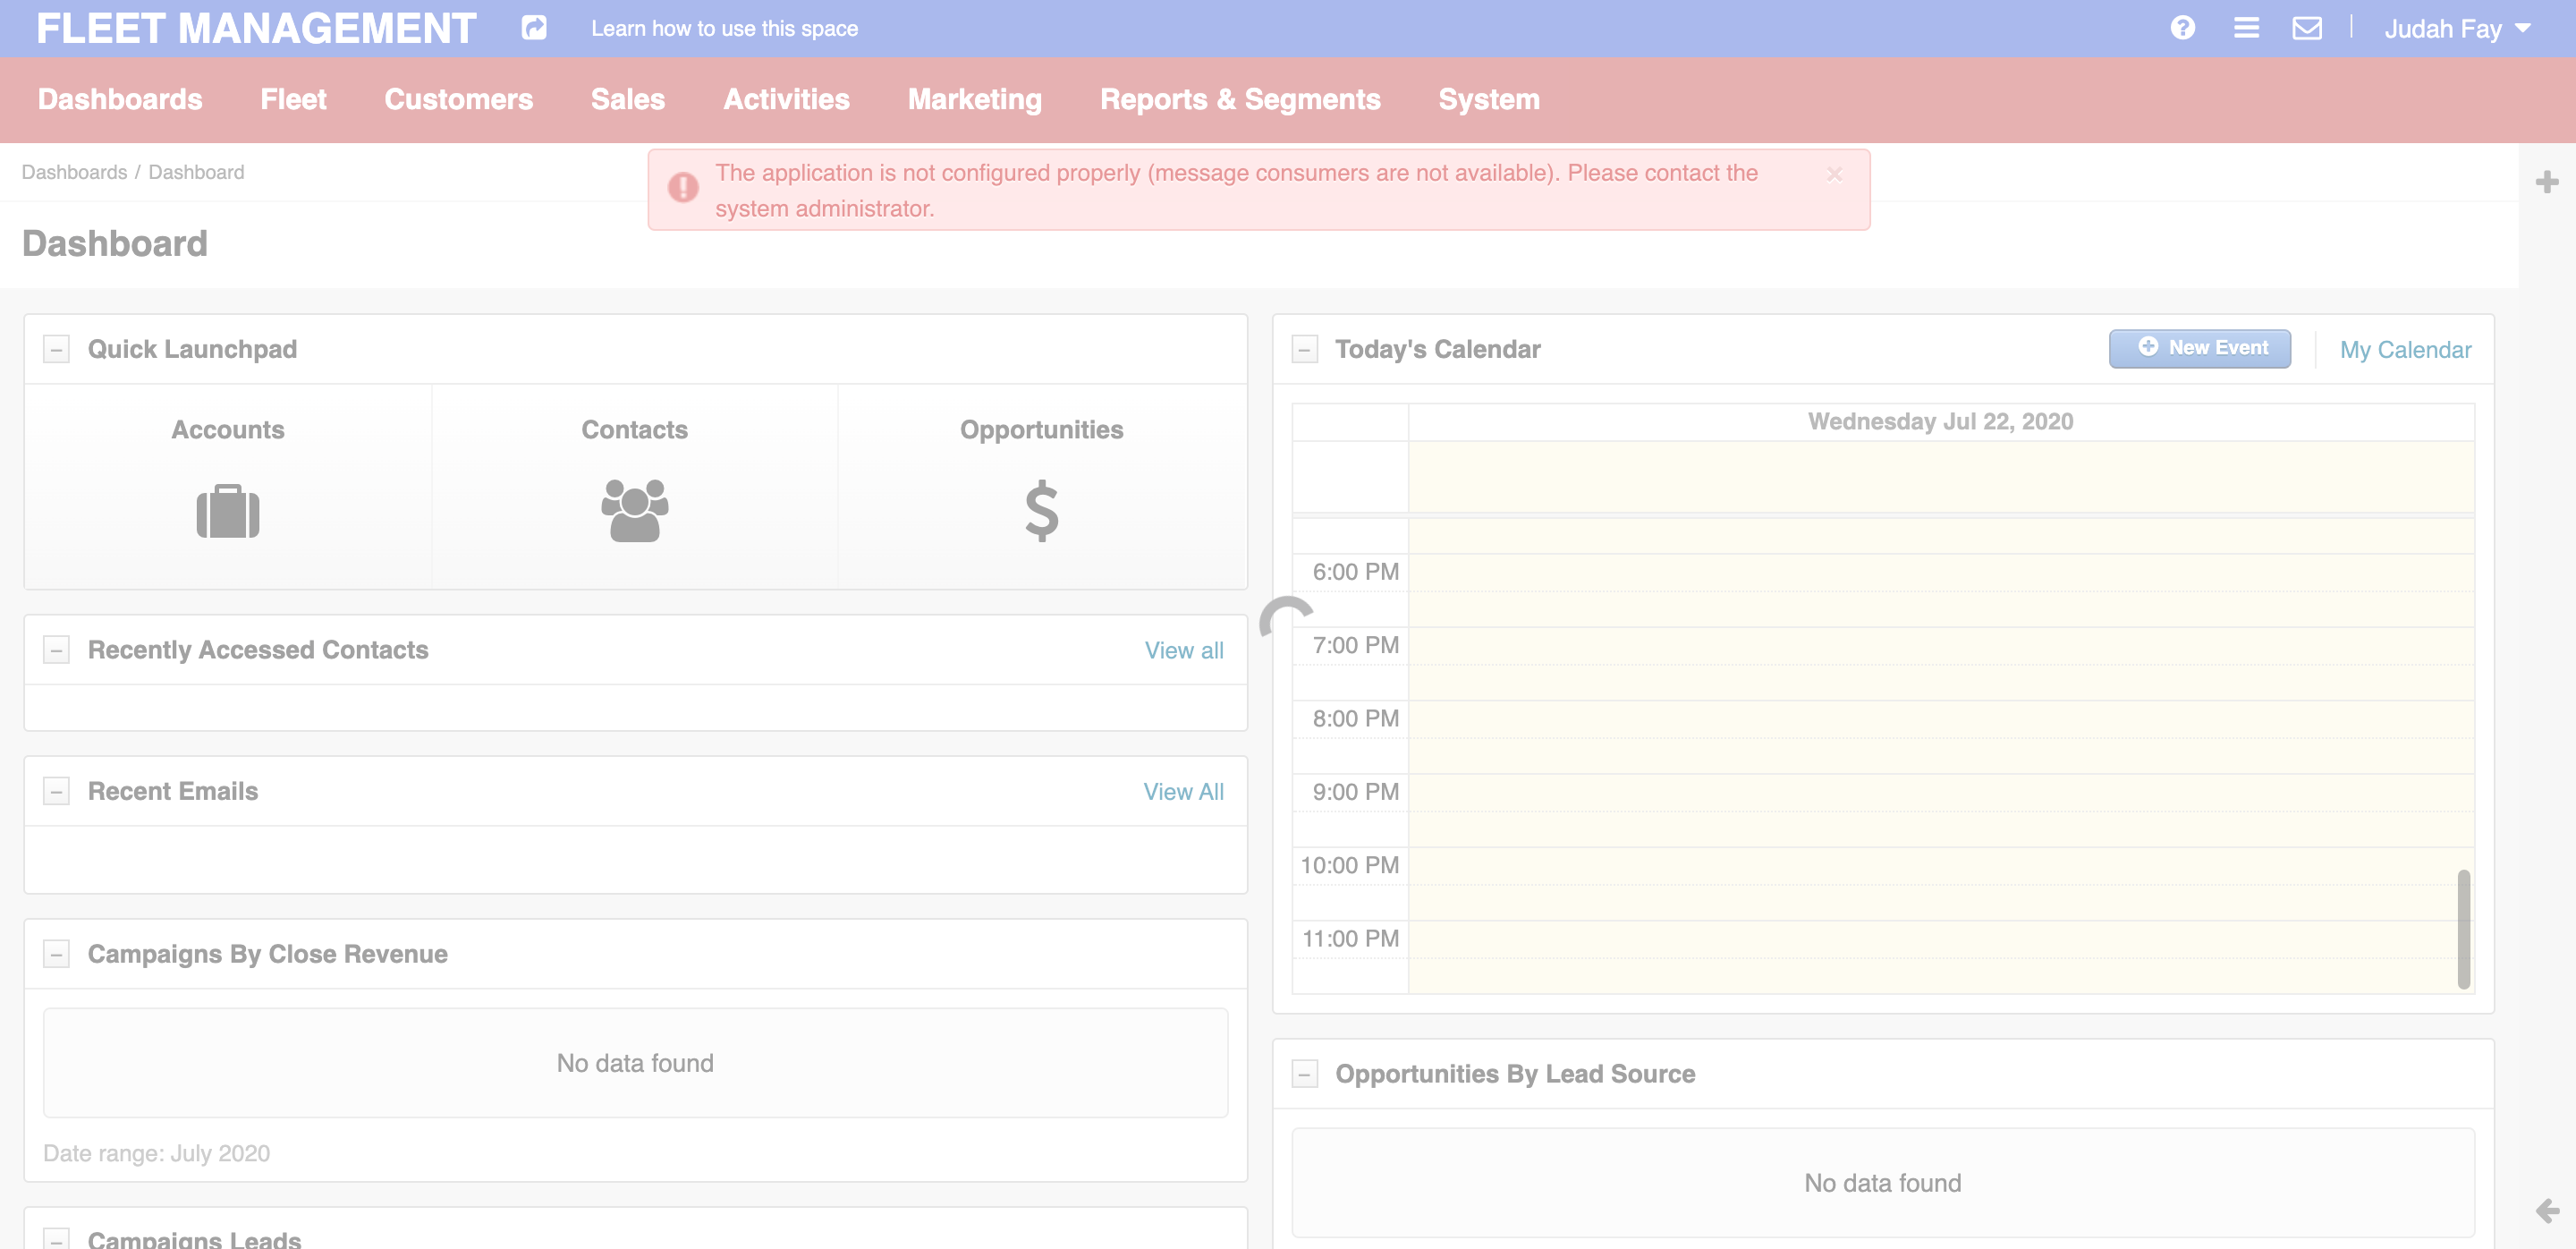 FLEET MANAGEMENT
Learn how to use this space
Judah Fay
Dashboards Fleet Customers Sales Activities Marketing Reports & Segments System
Dashboards / Dashboard
The application is not configured properly (message consumers are not available). Please contact the
system administrator.
×
Dashboard
Quick Launchpad
Accounts Contacts Opportunities
Recently Accessed Contacts View all
Recent Emails View All
Campaigns By Close Revenue
No data found
Date range: July 2020
Campaigns Leads
Today's Calendar New Event My Calendar
Wednesday Jul 22, 2020
6:00 PM
7:00 PM
8:00 PM
9:00 PM
10:00 PM
11:00 PM
Opportunities By Lead Source
No data found